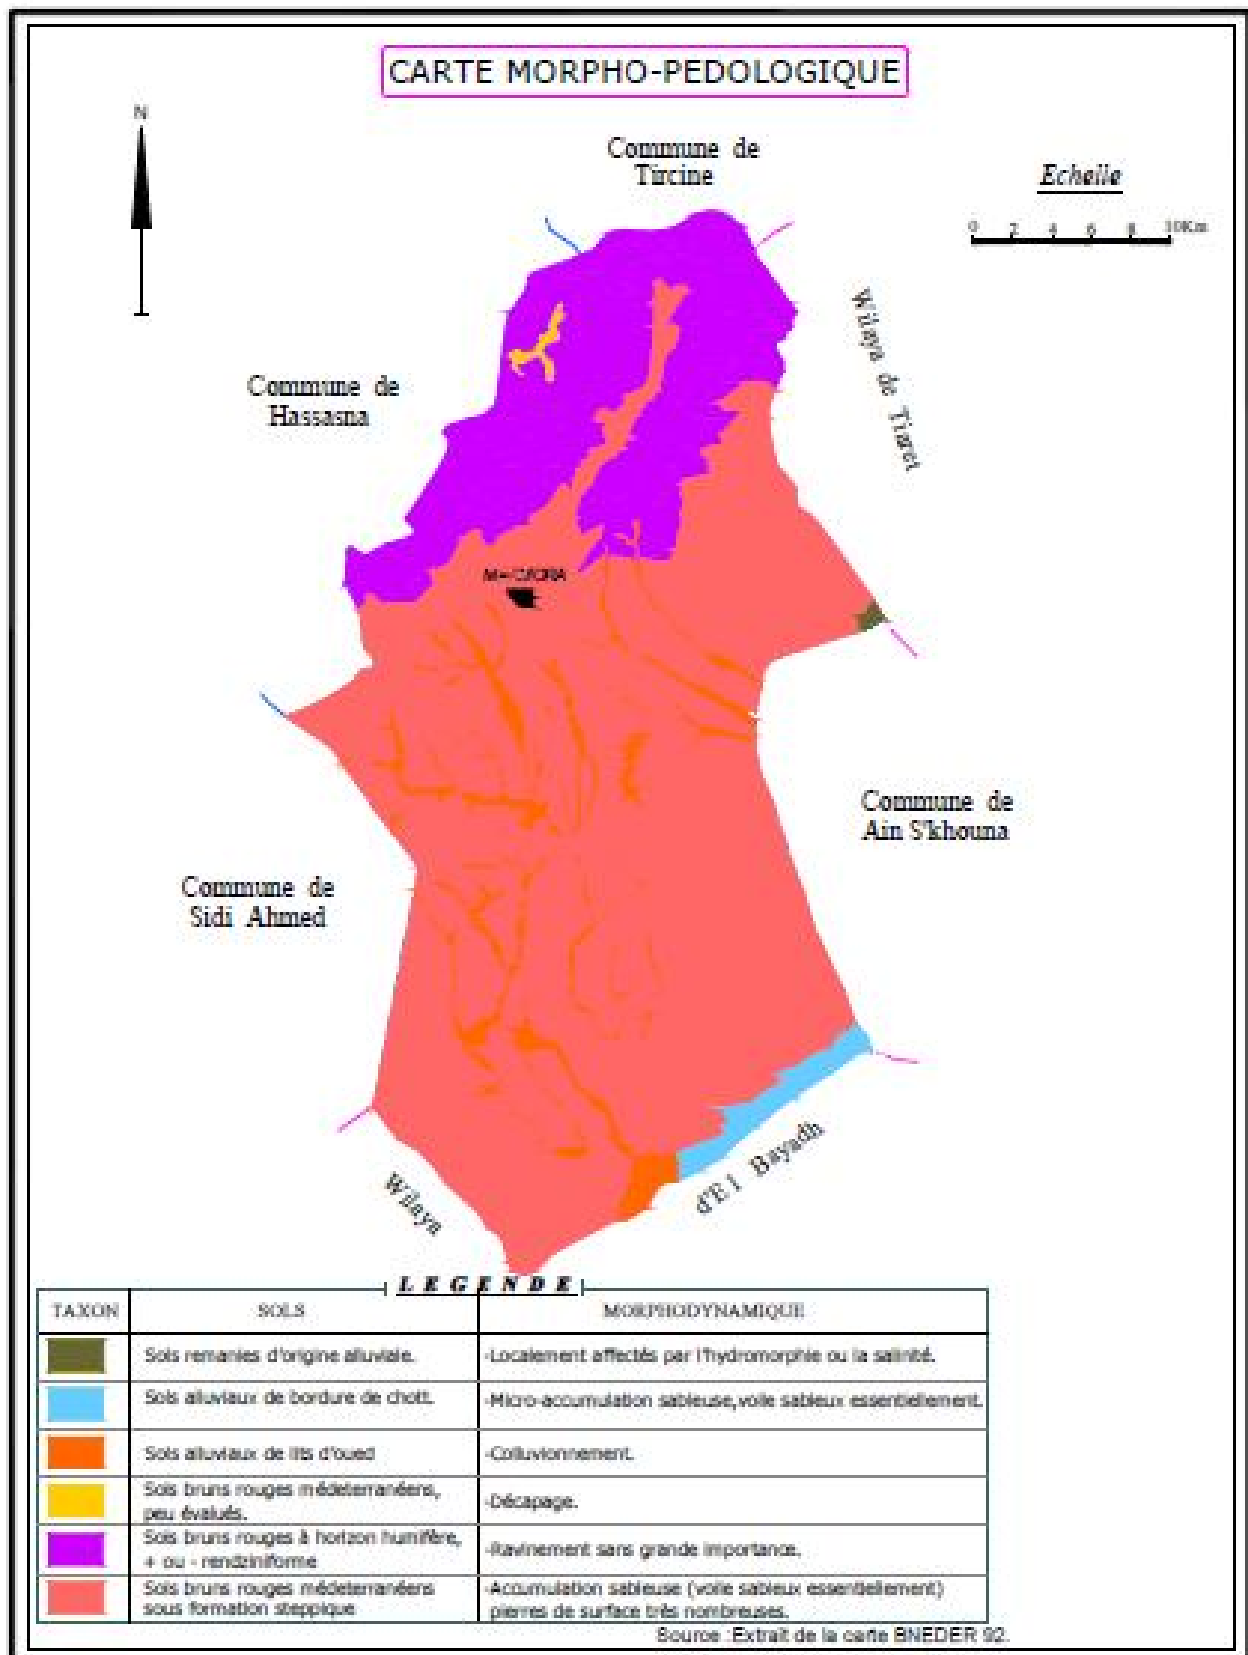 CARTE MORPHO-PEDOLOGIQUE
N
Commune de
Tircine
Echelle
0 2 4 6 8 10Km
Wilaya de Tiaret
Commune de
Hassasna
Commune de
Ain S'khouna
Commune de
Sidi Ahmed
Wilaya
d'El Bayadh
LEGENDE
TAXON SOLS MORPHODYNAMIQUE
Sols remanies d'origine alluviale. -Localement affectés par l'hydromorphie ou la salinité.
Sols alluviaux de bordure de chott. -Micro-accumulation sableuse,voile sableux essentiellement.
Sols alluviaux de lits d'oued -Colluvionnement.
Sols bruns rouges médeterranéens,
peu évalués. -Décapage.
Sols bruns rouges à horizon humifère,
+ ou - rendziniforme -Ravinement sans grande importance.
Sols bruns rouges médeterranéens -Accumulation sableuse (voile sableux essentiellement)
sous formation steppique pierres de surface très nombreuses.
Source :Extrait de la carte BNEDER 92.